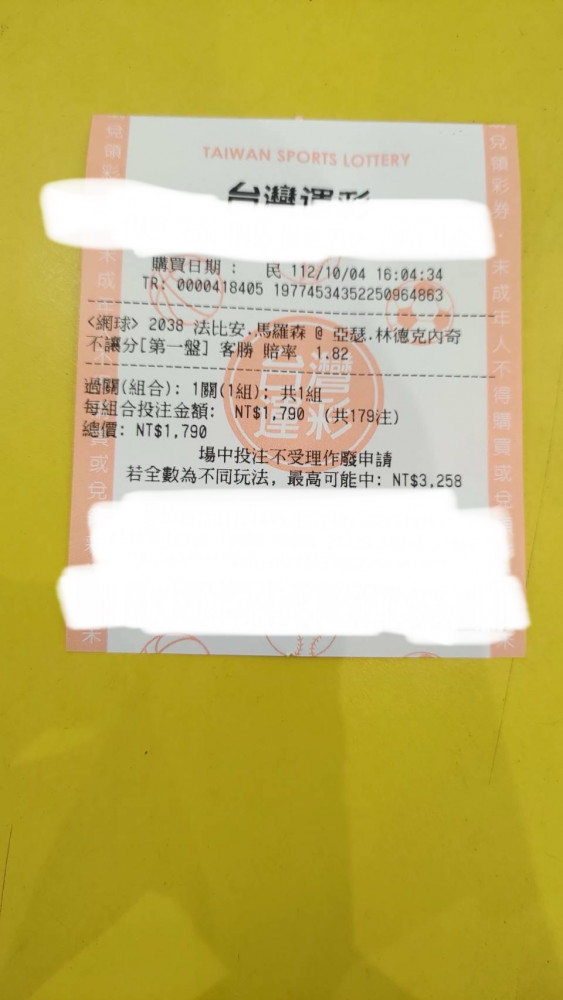 TAIWAN SPORTS LOTTERY
台灣運彩
購買日期： 民 112/10/04 16:04:34
TR: 0000418405 19774534352250964863
<網球> 2038 法比安.馬羅森 @ 亞瑟.林德克內奇
不讓分[第一盤] 客勝 賠率 1.82
過關(組合): 1關(1組); 共1組
每組合投注金額: NT$1,790 (共179注)
總價: NT$1,790
場中投注不受理作廢申請
若全數為不同玩法, 最高可能中: NT$3,258
台灣運彩